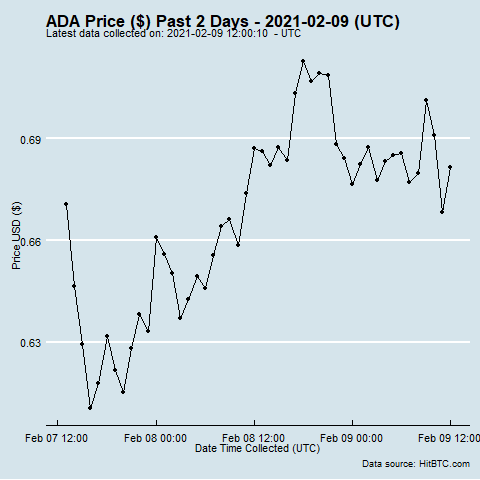 ADA Price ($) Past 2 Days - 2021-02-09 (UTC)
Latest data collected on: 2021-02-09 12:00:10  - UTC
0.69
0.66
0.63
Price USD ($)
Feb 07 12:00
Feb 08 00:00
Feb 08 12:00
Feb 09 00:00
Feb 09 12:00
Date Time Collected (UTC)
Data source: HitBTC.com